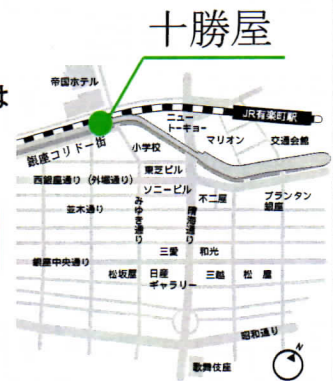 十勝屋
は
帝国ホテル
ニュー
トーキョー
JR有楽町駅
マリオン
交通会館
銀座コリドー街
小学校
東芝ビル
西銀座通り（外堀通り）
ソニービル
不二屋
プランタン
銀座
並木通り
みゆき通り
晴海通り
三愛
和光
銀座中央通り
松坂屋
日産
ギャラリー
三越
松屋
昭和通り
歌舞伎座
N